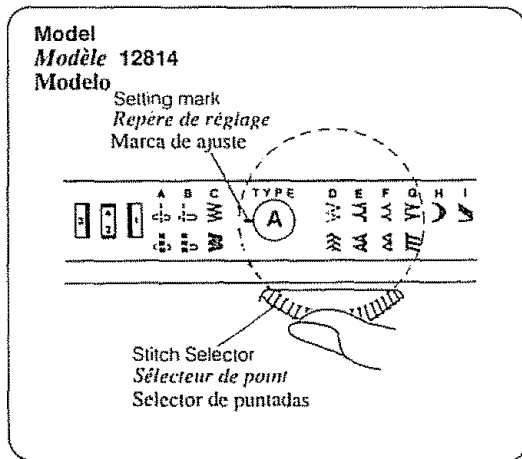 Model
Modèle 12814
Modelo
Setting mark
Repère de réglage
Marca de ajuste
A B C TYPE D E F G H I
A
Stitch Selector
Sélecteur de point
Selector de puntadas